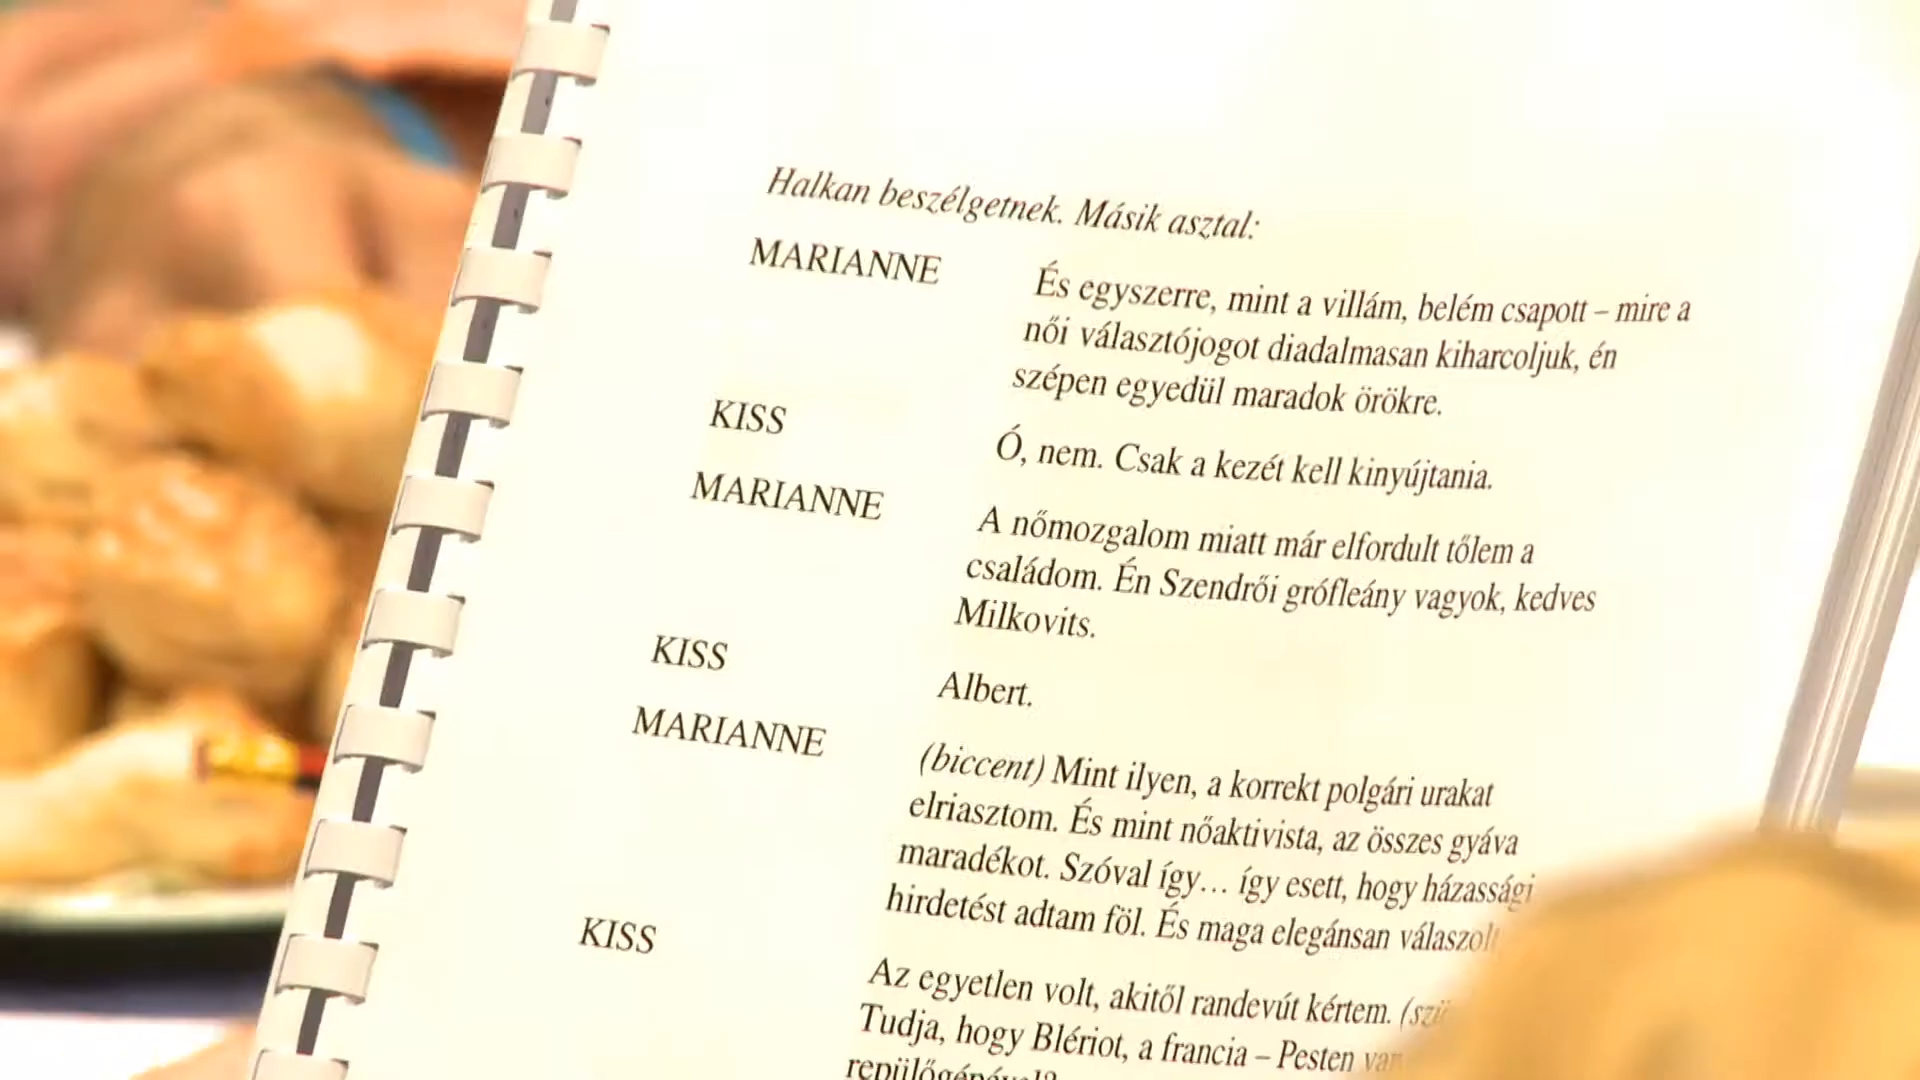 Halkan beszélgetnek. Másik asztal:
MARIANNE
És egyszerre, mint a villám, belém csapott – mire a
női választójogot diadalmasan kiharcoljuk, én
szépen egyedül maradok örökre.
KISS
Ó, nem. Csak a kezét kell kinyújtania.
MARIANNE
A nőmozgalom miatt már elfordult tőlem a
családom. Én Szendrői grófleány vagyok, kedves
Milkovits.
KISS
Albert.
MARIANNE
(biccent) Mint ilyen, a korrekt polgári urakat
elriasztom. És mint nőaktivista, az összes gyáva
maradékot. Szóval így… így esett, hogy házassági
hirdetést adtam föl. És maga elegánsan válaszolt
KISS
Az egyetlen volt, akitől randevút kértem.
Tudja, hogy Blériot, a francia – Pesten van